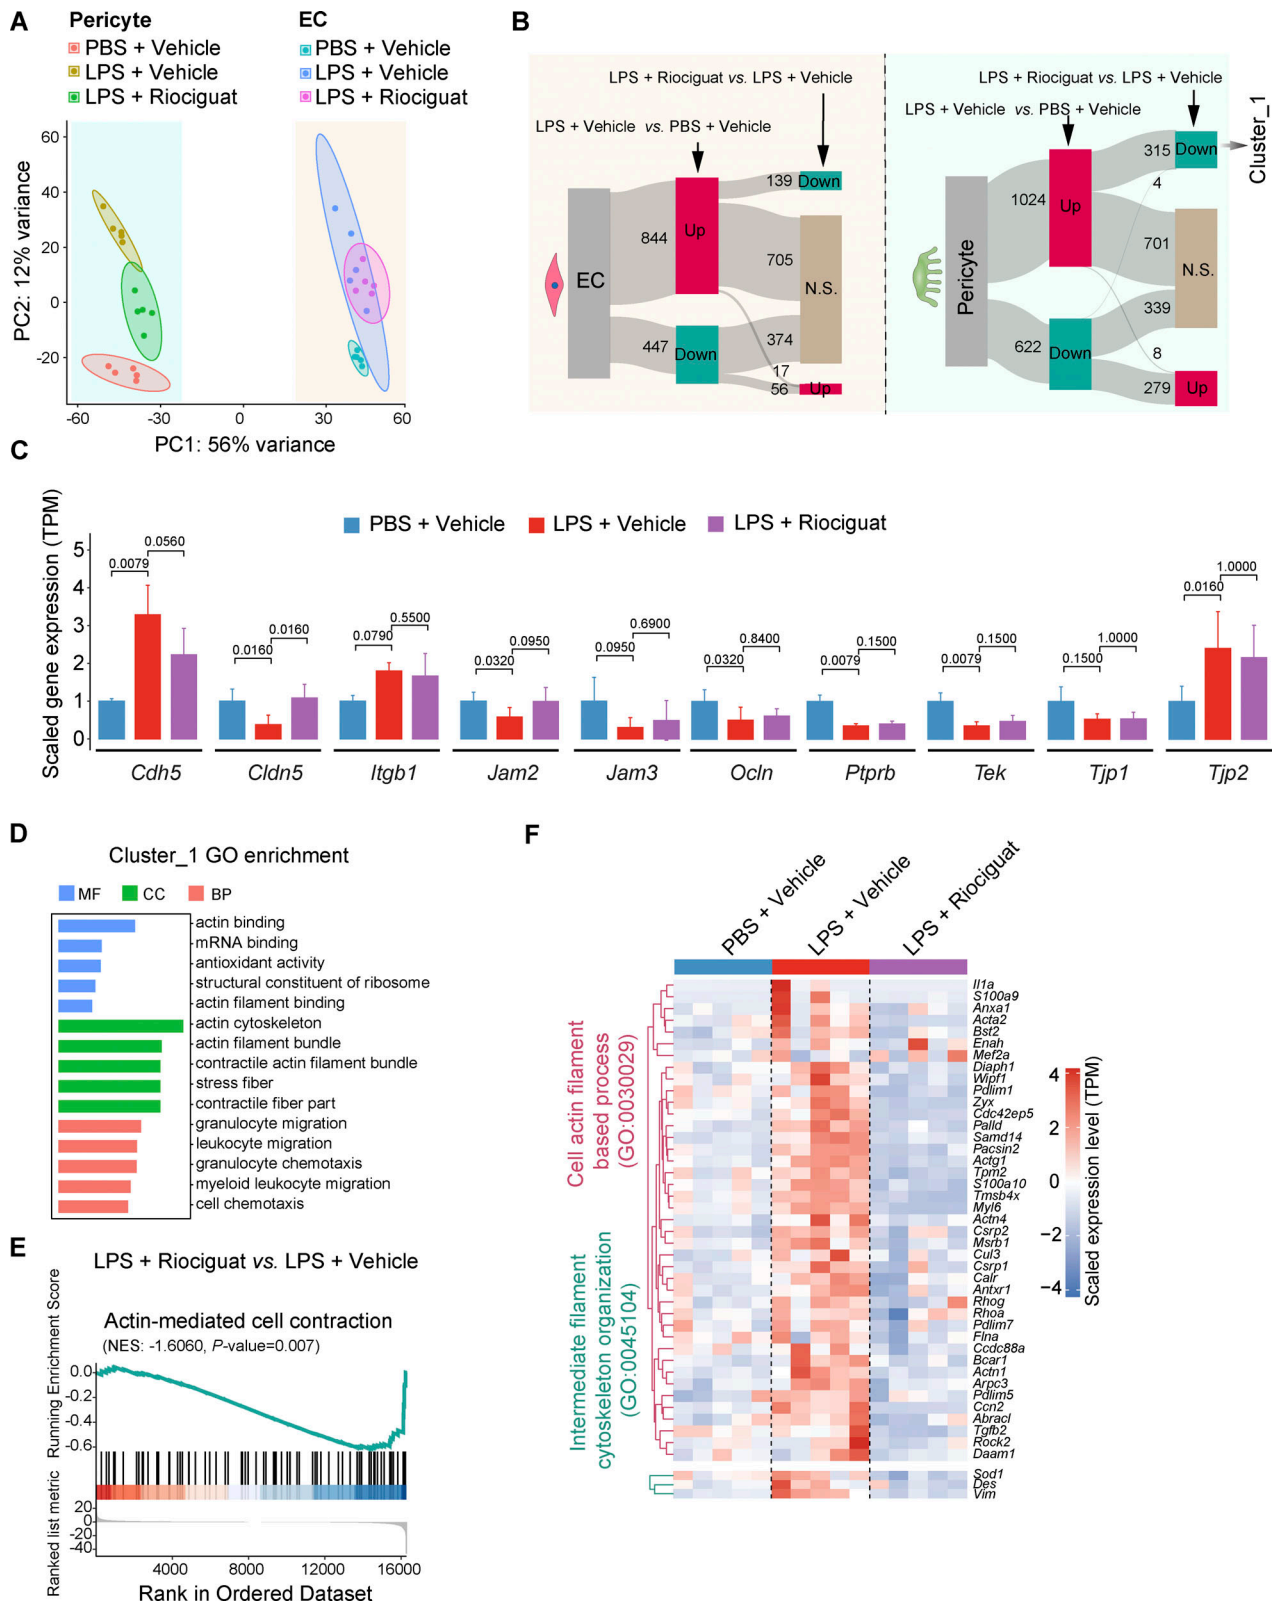 A
Pericyte
PBS + Vehicle
LPS + Vehicle
LPS + Riociguat
EC
PBS + Vehicle
LPS + Vehicle
LPS + Riociguat
PC2: 12% variance
60
40
20
0
-20
-60
-30
0
30
60
PC1: 56% variance
B
LPS + Riociguat vs. LPS + Vehicle
LPS + Vehicle vs. PBS + Vehicle
EC
844
Up
447
Down
139
Down
705
N.S.
374
17
56
Up
LPS + Riociguat vs. LPS + Vehicle
LPS + Vehicle vs. PBS + Vehicle
Pericyte
1024
Up
622
Down
315
Down
4
701
N.S.
339
8
279
Up
Cluster_1
C
Scaled gene expression (TPM)
PBS + Vehicle
LPS + Vehicle
LPS + Riociguat
5
4
3
2
1
0
0.0079
0.0560
0.0160
0.0160
0.0790
0.5500
0.0320
0.0950
0.0950
0.6900
0.0320
0.8400
0.0079
0.1500
0.0079
0.1500
0.1500
1.0000
0.0160
1.0000
Cdh5
Cldn5
Itgb1
Jam2
Jam3
Ocln
Ptprb
Tek
Tjp1
Tjp2
D
Cluster_1 GO enrichment
MF
CC
BP
actin binding
mRNA binding
antioxidant activity
structural constituent of ribosome
actin filament binding
actin cytoskeleton
actin filament bundle
contractile actin filament bundle
stress fiber
contractile fiber part
granulocyte migration
leukocyte migration
granulocyte chemotaxis
myeloid leukocyte migration
cell chemotaxis
E
LPS + Riociguat vs. LPS + Vehicle
Actin-mediated cell contraction
(NES: -1.6060, P-value=0.007)
Running Enrichment Score
0.0
-0.2
-0.4
-0.6
Ranked list metric
20
0
-20
-40
4000
8000
12000
16000
Rank in Ordered Dataset
F
PBS + Vehicle
LPS + Vehicle
LPS + Riociguat
Cell actin filament
based process
(GO:0030029)
Intermediate filament
cytoskeleton organization
(GO:0045104)
Il1a
S100a9
Anxa1
Acta2
Bst2
Enah
Mef2a
Diaph1
Wipf1
Pdlim1
Zyx
Cdc42ep5
Palld
Samd14
Pacsin2
Actg1
Tpm2
S100a10
Tmsb4x
Myl6
Actn4
Csrp2
Msrb1
Cul3
Csrp1
Calr
Antxr1
Rhog
Rhoa
Pdlim7
Flna
Ccdc88a
Bcar1
Actn1
Arpc3
Pdlim5
Ccn2
Abracl
Tgfb2
Rock2
Daam1
Sod1
Des
Vim
4
2
0
−2
−4
Scaled expression level (TPM)